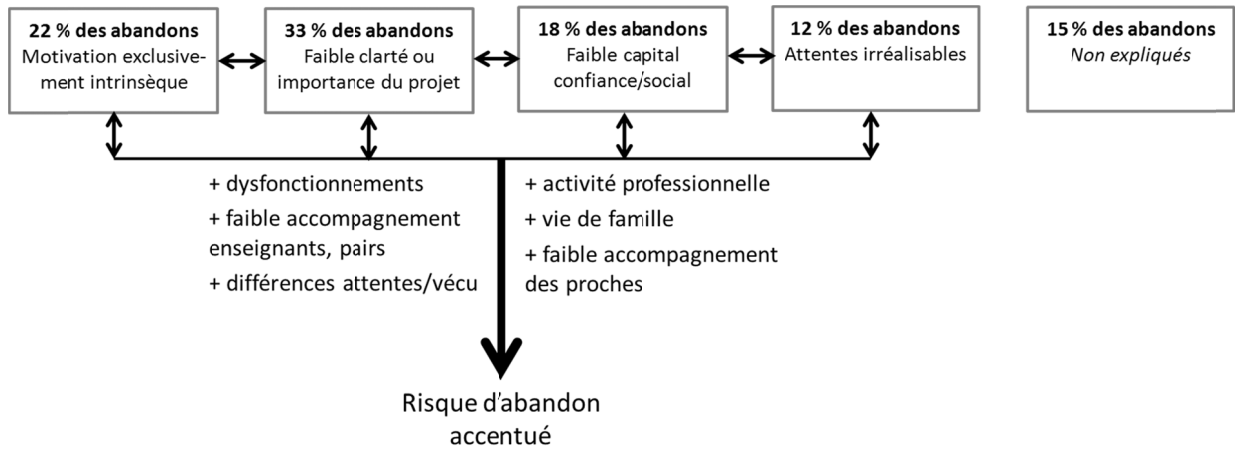 22 % des abandons
Motivation exclusive-
ment intrinsèque
33 % des abandons
Faible clarté ou
importance du projet
18 % des abandons
Faible capital
confiance/social
12 % des abandons
Attentes irréalisables
15 % des abandons
Non expliqués
+ dysfonctionnements
+ faible accompagnement
enseignants, pairs
+ différences attentes/vécu
+ activité professionnelle
+ vie de famille
+ faible accompagnement
des proches
Risque d'abandon
accentué